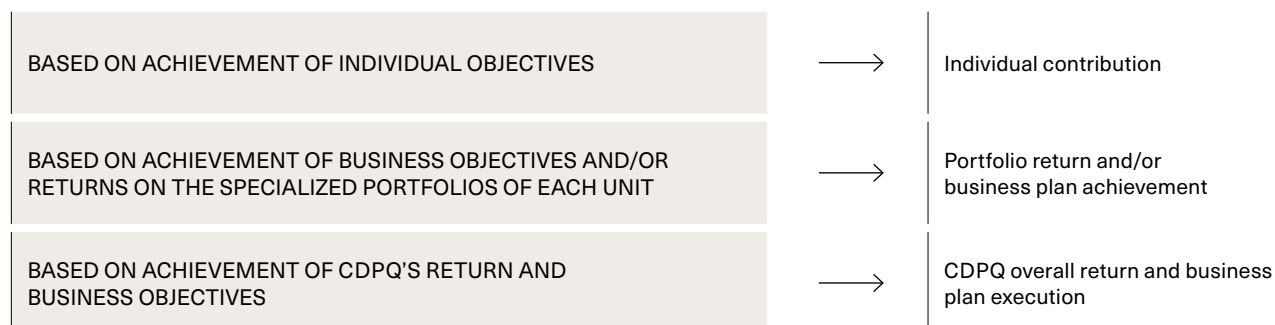 BASED ON ACHIEVEMENT OF INDIVIDUAL OBJECTIVES
Individual contribution
BASED ON ACHIEVEMENT OF BUSINESS OBJECTIVES AND/OR
RETURNS ON THE SPECIALIZED PORTFOLIOS OF EACH UNIT
Portfolio return and/or
business plan achievement
BASED ON ACHIEVEMENT OF CDPQ'S RETURN AND
BUSINESS OBJECTIVES
CDPQ overall return and business
plan execution